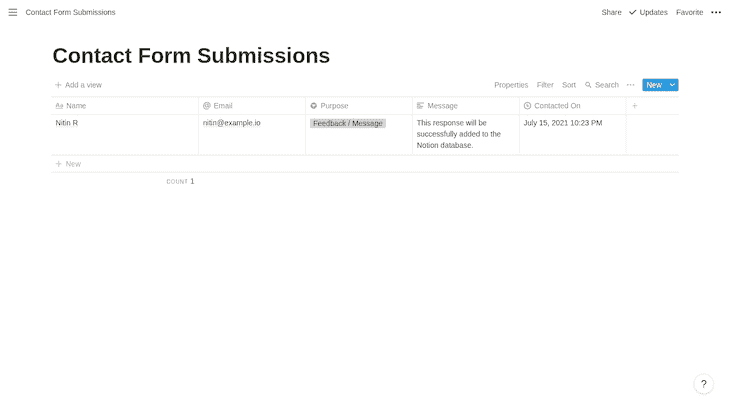 Contact Form Submissions
Share Updates Favorite
Contact Form Submissions
Add a view
Properties Filter Sort Search New
Aa Name @ Email Purpose Message Contacted On
Nitin R nitin@example.io Feedback / Message This response will be July 15, 2021 10:23 PM
successfully added to the
Notion database.
New
COUNT 1
?